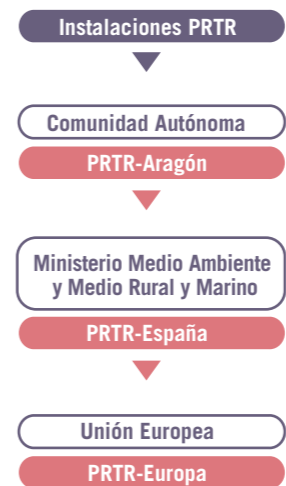 Instalaciones PRTR
Comunidad Autónoma
PRTR-Aragón
Ministerio Medio Ambiente
y Medio Rural y Marino
PRTR-España
Unión Europea
PRTR-Europa